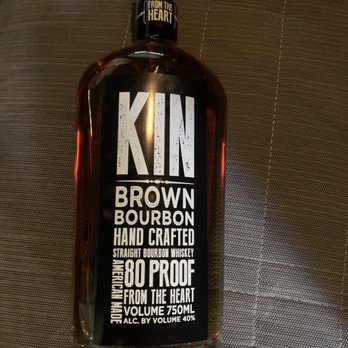 FROM THE
HEART
KIN
BROWN
BOURBON
HAND CRAFTED
STRAIGHT BOURBON WHISKEY
AMERICAN MADE
80 PROOF
FROM THE HEART
VOLUME 750ML
ALC. BY VOLUME 40%